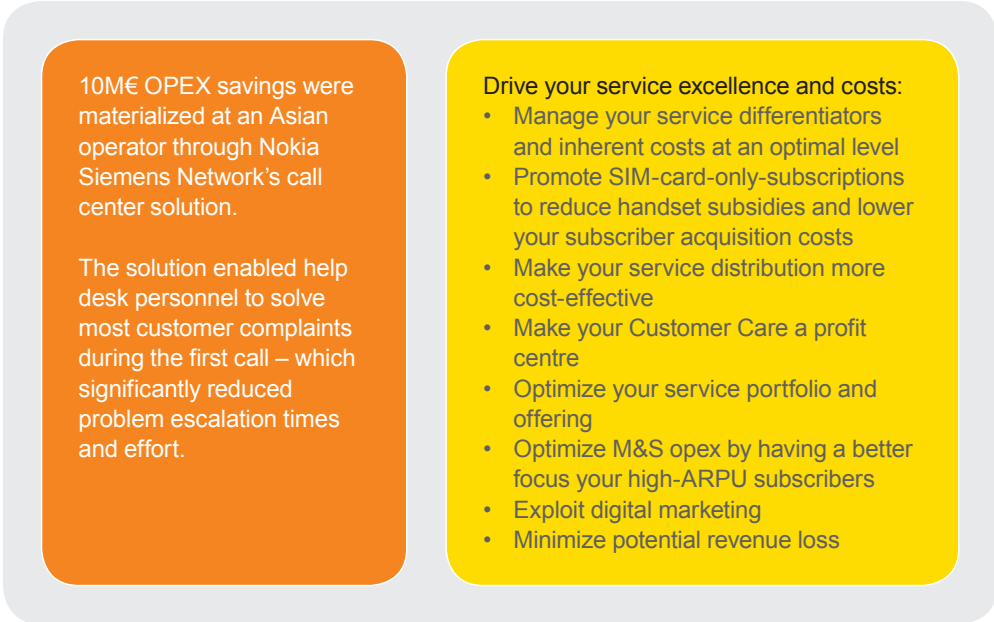 10M€ OPEX savings were
materialized at an Asian
operator through Nokia
Siemens Network's call
center solution.
The solution enabled help
desk personnel to solve
most customer complaints
during the first call – which
significantly reduced
problem escalation times
and effort.
Drive your service excellence and costs:
• Manage your service differentiators
and inherent costs at an optimal level
• Promote SIM-card-only-subscriptions
to reduce handset subsidies and lower
your subscriber acquisition costs
• Make your service distribution more
cost-effective
• Make your Customer Care a profit
centre
• Optimize your service portfolio and
offering
• Optimize M&S opex by having a better
focus your high-ARPU subscribers
• Exploit digital marketing
• Minimize potential revenue loss